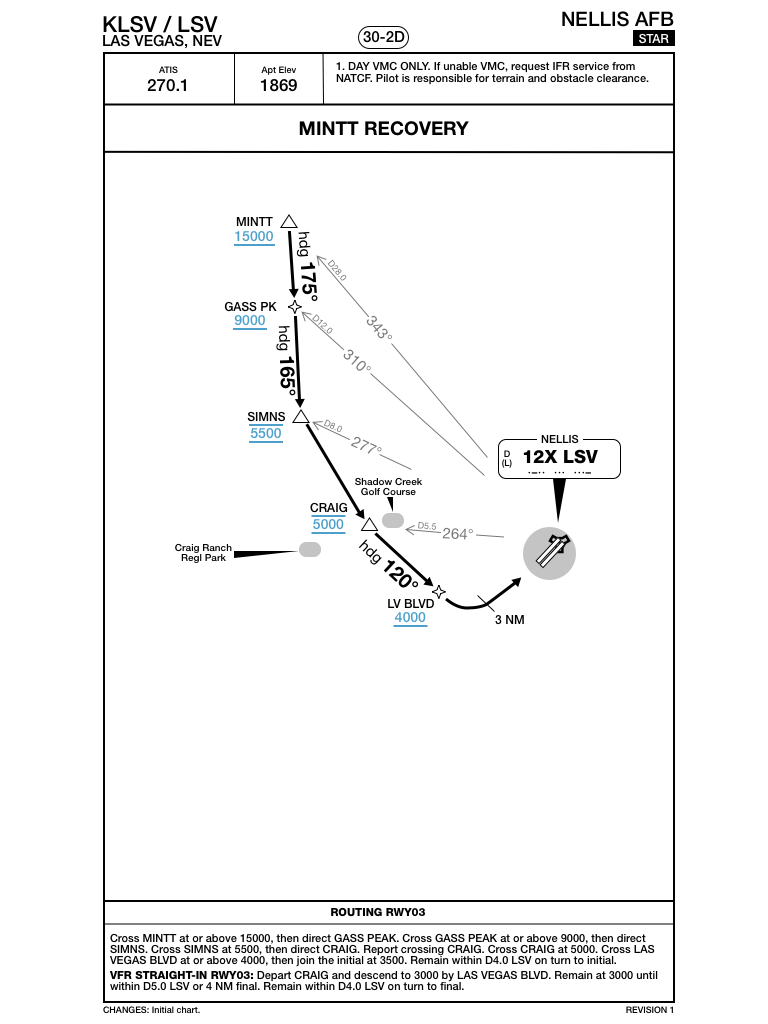 KLSV / LSV
LAS VEGAS, NEV
30-2D
NELLIS AFB
STAR
ATIS
270.1
Apt Elev
1869
1. DAY VMC ONLY. If unable VMC, request IFR service from
NATCF. Pilot is responsible for terrain and obstacle clearance.
MINTT RECOVERY
MINTT
15000
hdg 175°
D28.0
343°
GASS PK
9000
D12.0
310°
hdg 165°
SIMNS
5500
D8.0
277°
NELLIS
D
(L)
12X LSV
Shadow Creek
Golf Course
CRAIG
5000
D5.5
264°
Craig Ranch
Regl Park
hdg 120°
LV BLVD
4000
3 NM
ROUTING RWY03
Cross MINTT at or above 15000, then direct GASS PEAK. Cross GASS PEAK at or above 9000, then direct
SIMNS. Cross SIMNS at 5500, then direct CRAIG. Report crossing CRAIG. Cross CRAIG at 5000. Cross LAS
VEGAS BLVD at or above 4000, then join the initial at 3500. Remain within D4.0 LSV on turn to initial.
VFR STRAIGHT-IN RWY03: Depart CRAIG and descend to 3000 by LAS VEGAS BLVD. Remain at 3000 until
within D5.0 LSV or 4 NM final. Remain within D4.0 LSV on turn to final.
CHANGES: Initial chart.
REVISION 1